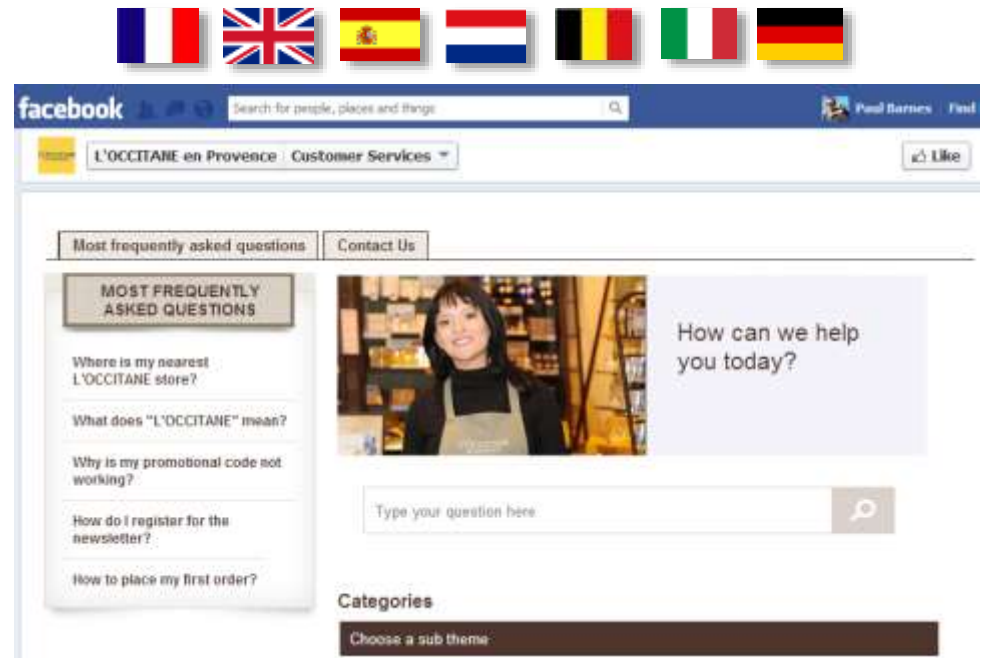 facebook
Search for people, places and things
Paul Barnes
Find
L'OCCITANE en Provence
Customer Services
Like
Most frequently asked questions
Contact Us
MOST FREQUENTLY
ASKED QUESTIONS
Where is my nearest
L'OCCITANE store?
What does "L'OCCITANE" mean?
Why is my promotional code not
working?
How do I register for the
newsletter?
How to place my first order?
How can we help
you today?
Type your question here
Categories
Choose a sub theme